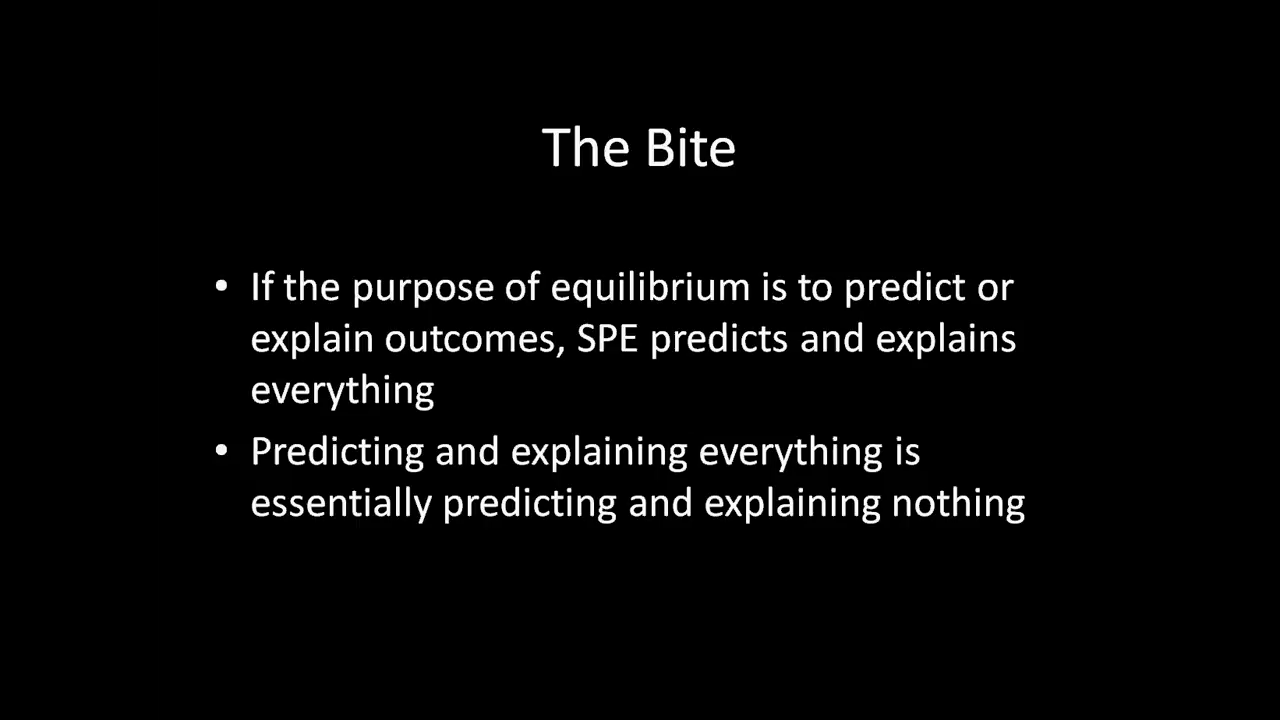 The Bite
• If the purpose of equilibrium is to predict or
explain outcomes, SPE predicts and explains
everything
• Predicting and explaining everything is
essentially predicting and explaining nothing